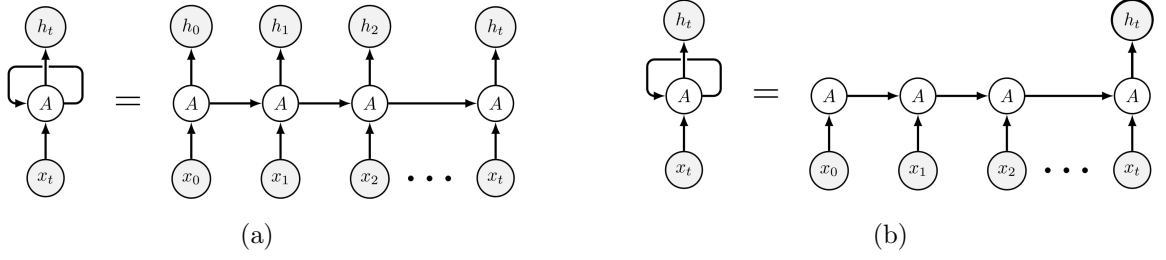 h_t h_0 h_1 h_2 h_t h_t h_t
A = A A A A A = A A A A
x_t x_0 x_1 x_2 ... x_t x_t x_0 x_1 x_2 ... x_t
(a) (b)